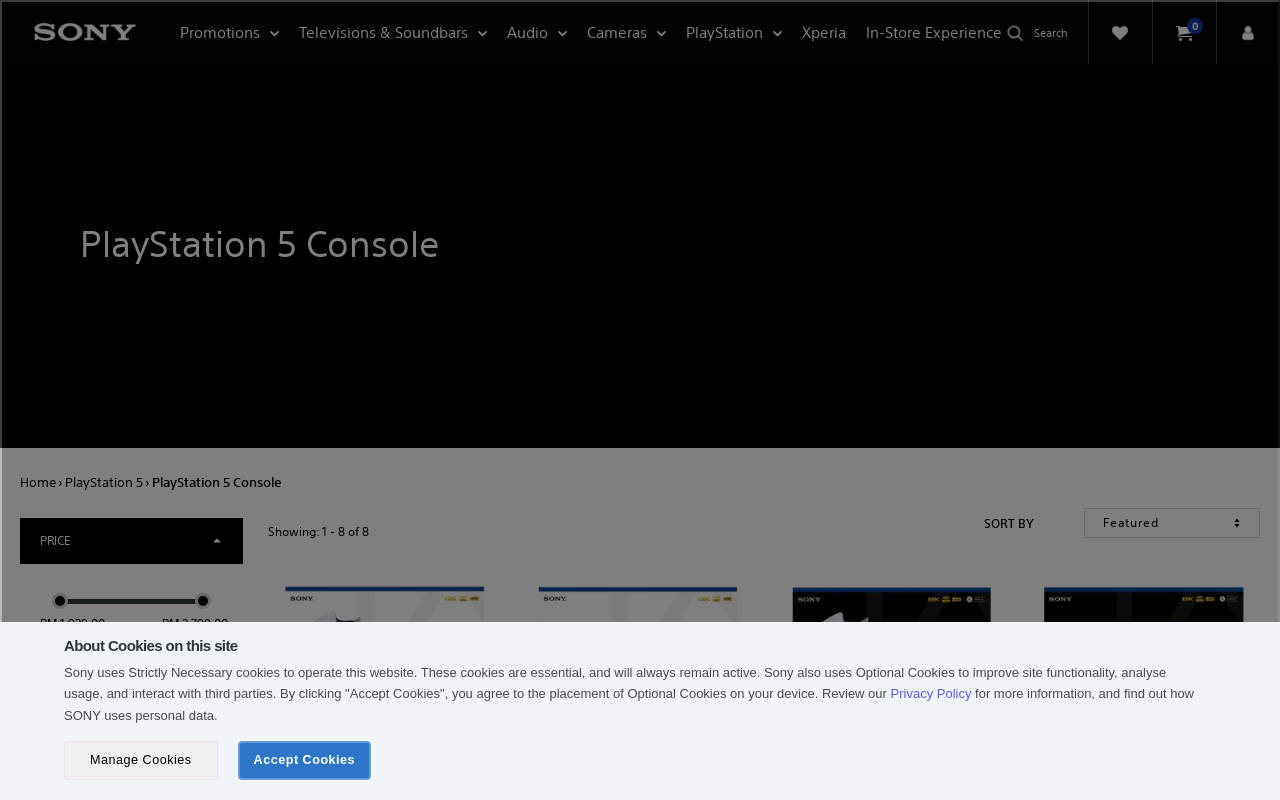 SONY
Promotions
Televisions & Soundbars
Audio
Cameras
PlayStation
Xperia
In-Store Experience
Search
0
PlayStation 5 Console
Home › PlayStation 5 › PlayStation 5 Console
PRICE
Showing: 1 - 8 of 8
SORT BY
Featured
SONY
SONY
SONY
SONY
About Cookies on this site
Sony uses Strictly Necessary cookies to operate this website. These cookies are essential, and will always remain active. Sony also uses Optional Cookies to improve site functionality, analyse
usage, and interact with third parties. By clicking "Accept Cookies", you agree to the placement of Optional Cookies on your device. Review our Privacy Policy for more information, and find out how
SONY uses personal data.
Manage Cookies
Accept Cookies